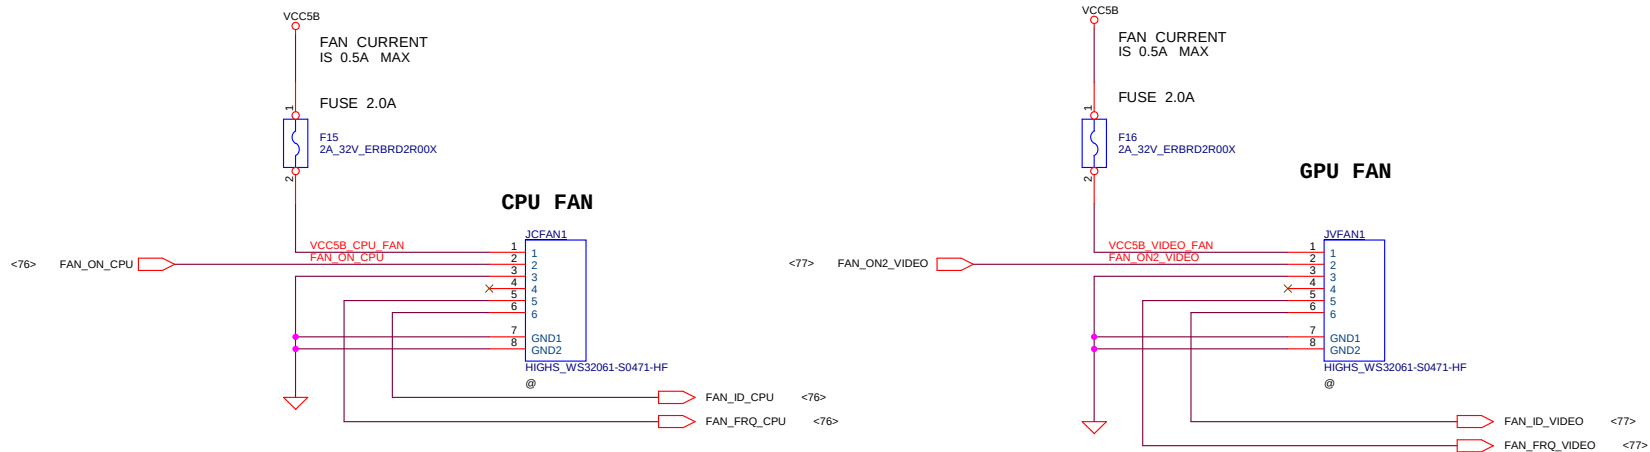 VCC5B
FAN CURRENT
IS 0.5A MAX
FUSE 2.0A
1
F15
2A_32V_ERBRD2R00X
2
CPU FAN
JCFAN1
<76> FAN_ON_CPU
VCC5B_CPU_FAN
FAN_ON_CPU
1 1
2 2
3 3
4 4
5 5
6 6
7 GND1
8 GND2
HIGHS_WS32061-S0471-HF
@
FAN_ID_CPU <76>
FAN_FRQ_CPU <76>
VCC5B
FAN CURRENT
IS 0.5A MAX
FUSE 2.0A
1
F16
2A_32V_ERBRD2R00X
2
GPU FAN
JVFAN1
<77> FAN_ON2_VIDEO
VCC5B_VIDEO_FAN
FAN_ON2_VIDEO
1 1
2 2
3 3
4 4
5 5
6 6
7 GND1
8 GND2
HIGHS_WS32061-S0471-HF
@
FAN_ID_VIDEO <77>
FAN_FRQ_VIDEO <77>